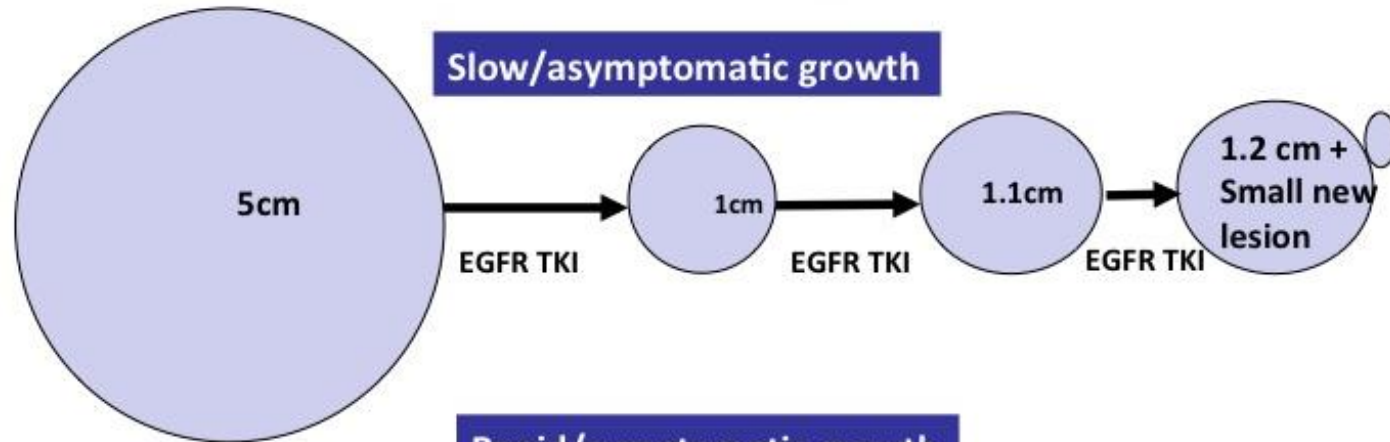 Slow/asymptomatic growth
5cm
1cm
1.1cm
1.2 cm +
Small new
lesion
EGFR TKI
EGFR TKI
EGFR TKI